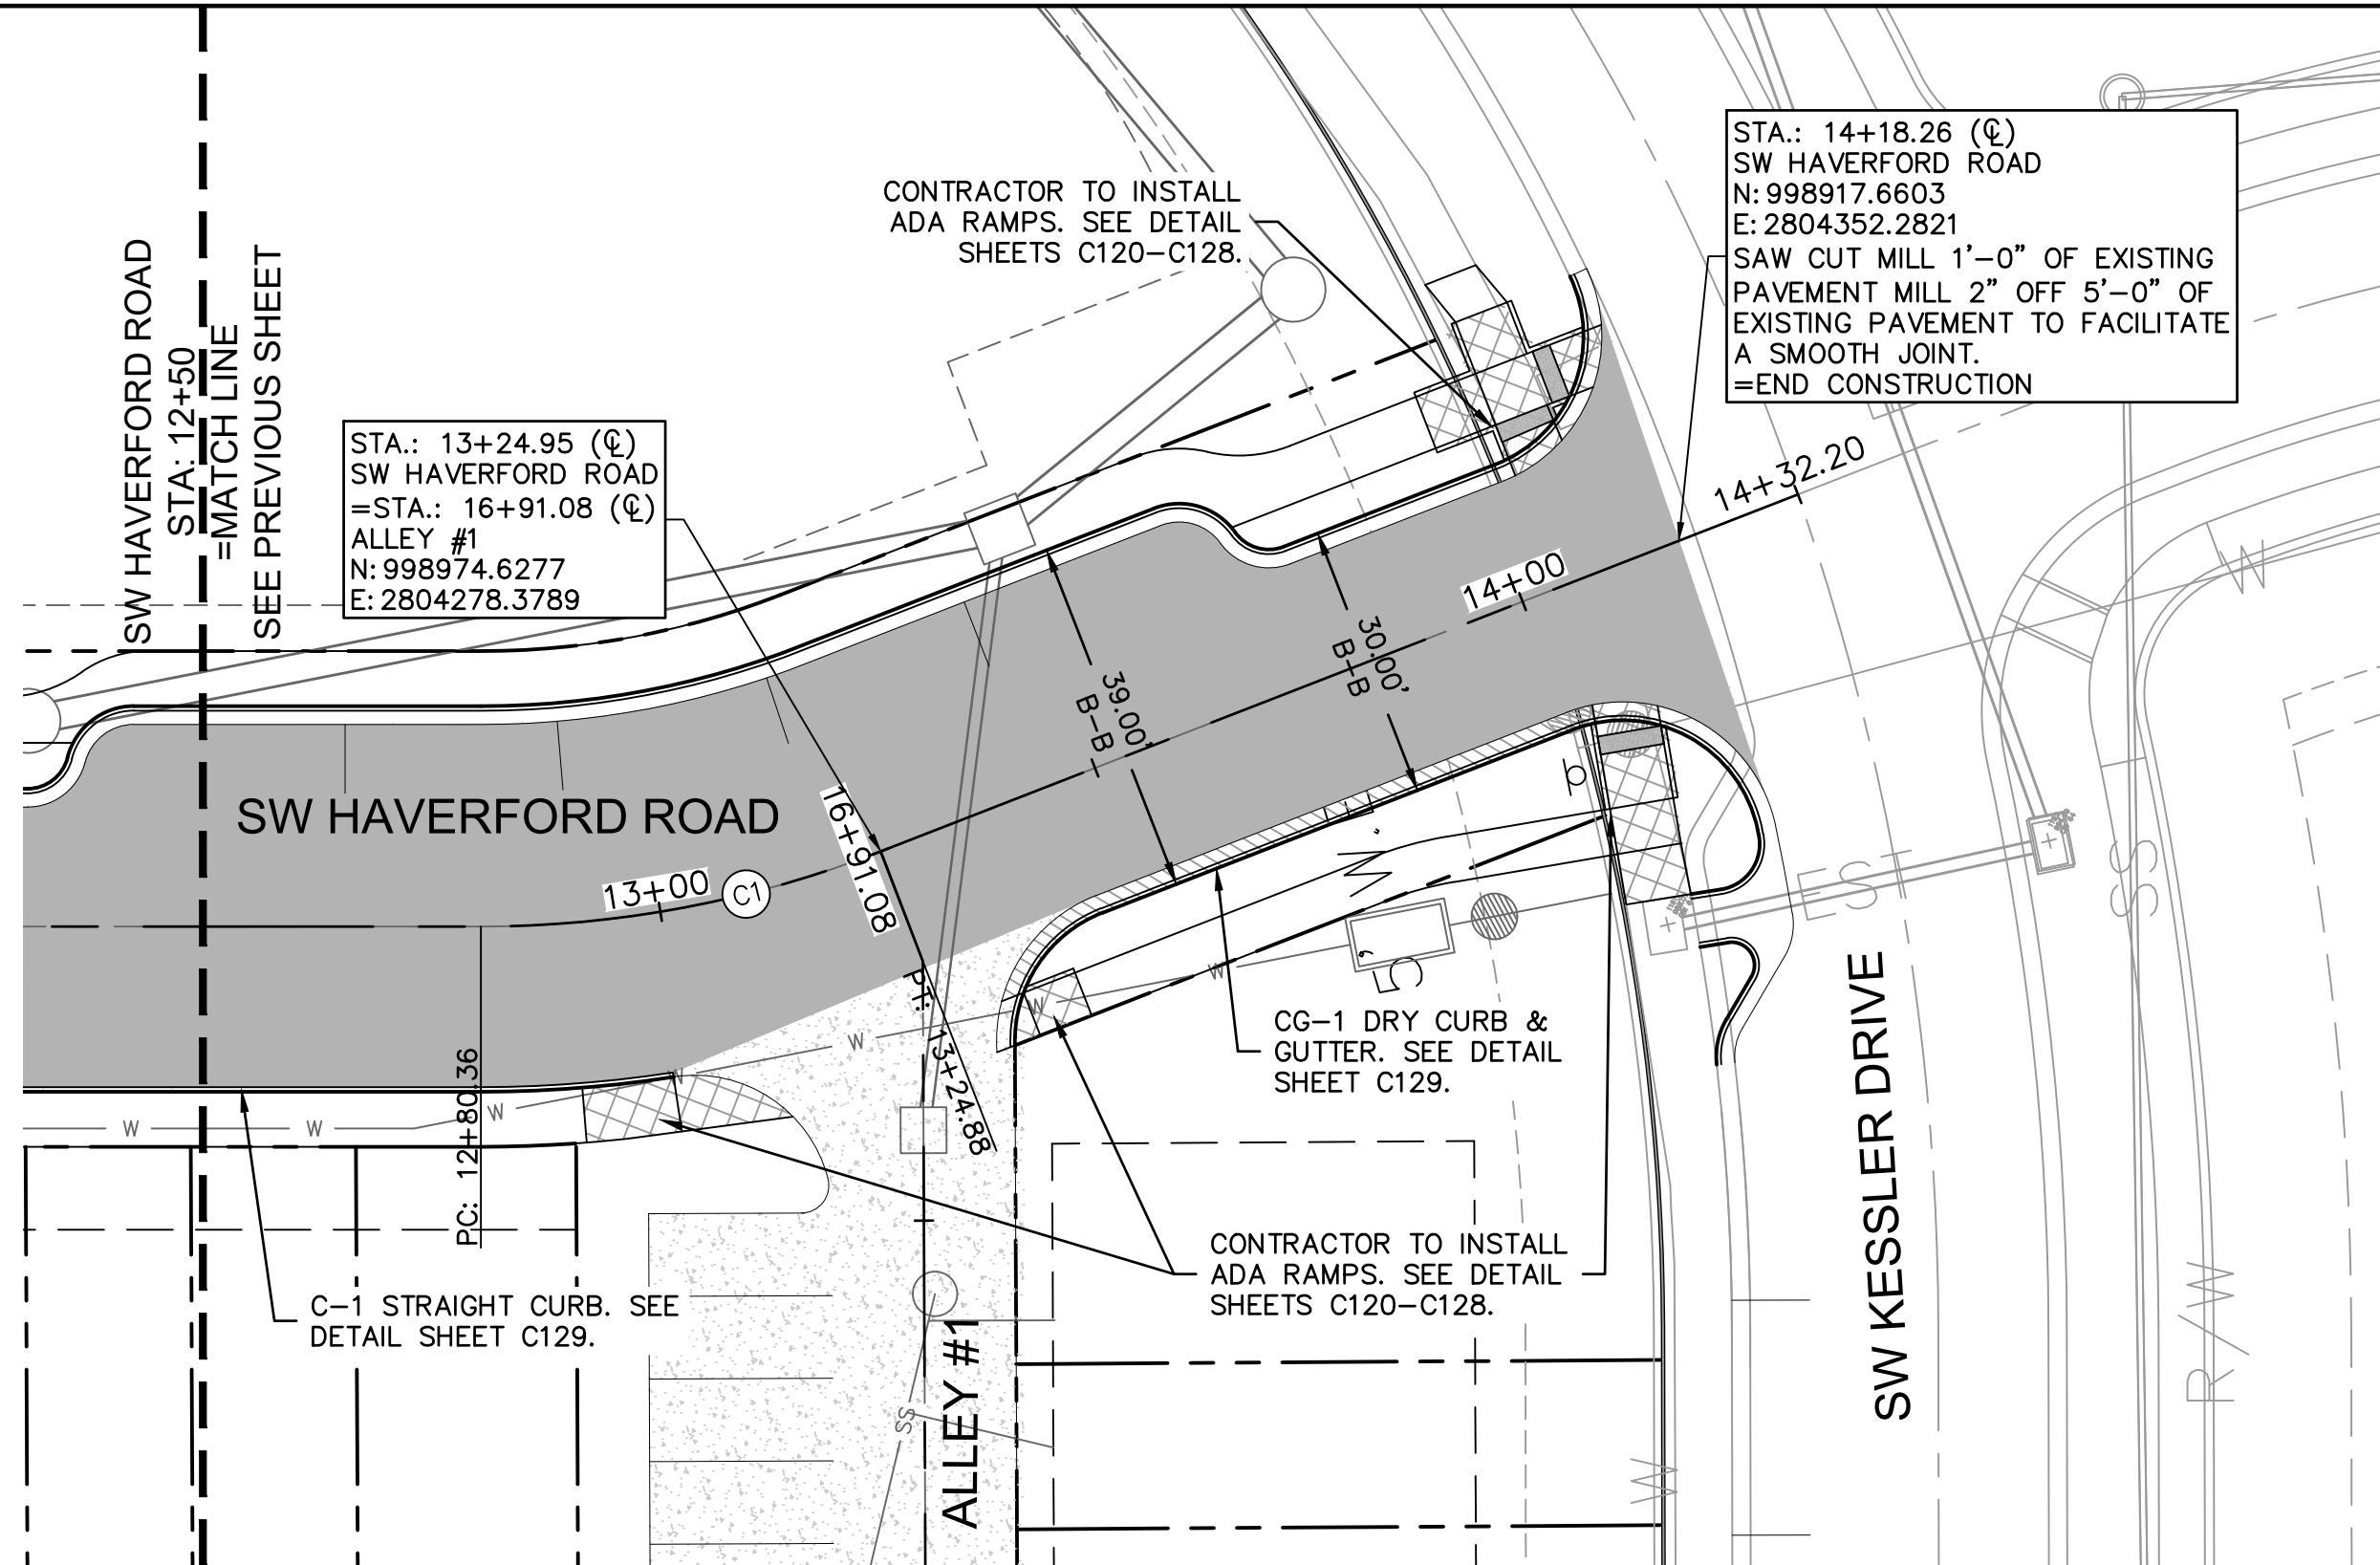 SW HAVERFORD ROAD
STA: 12+50
=MATCH LINE
SEE PREVIOUS SHEET
STA.: 13+24.95 (℄)
SW HAVERFORD ROAD
=STA.: 16+91.08 (℄)
ALLEY #1
N: 998974.6277
E: 2804278.3789
CONTRACTOR TO INSTALL
ADA RAMPS. SEE DETAIL
SHEETS C120-C128.
STA.: 14+18.26 (℄)
SW HAVERFORD ROAD
N: 998917.6603
E: 2804352.2821
SAW CUT MILL 1'-0" OF EXISTING
PAVEMENT MILL 2" OFF 5'-0" OF
EXISTING PAVEMENT TO FACILITATE
A SMOOTH JOINT.
=END CONSTRUCTION
14+32.20
14+00
30.00'
B-B
39.00'
B-B
SW HAVERFORD ROAD
13+00
C1
16+91.08
PT: 13+24.88
PC: 12+80.36
W
W
W
W
W
W
W
W
W
W
W
SS
SS
R/W
CG-1 DRY CURB &
GUTTER. SEE DETAIL
SHEET C129.
CONTRACTOR TO INSTALL
ADA RAMPS. SEE DETAIL
SHEETS C120-C128.
C-1 STRAIGHT CURB. SEE
DETAIL SHEET C129.
ALLEY #1
SW KESSLER DRIVE